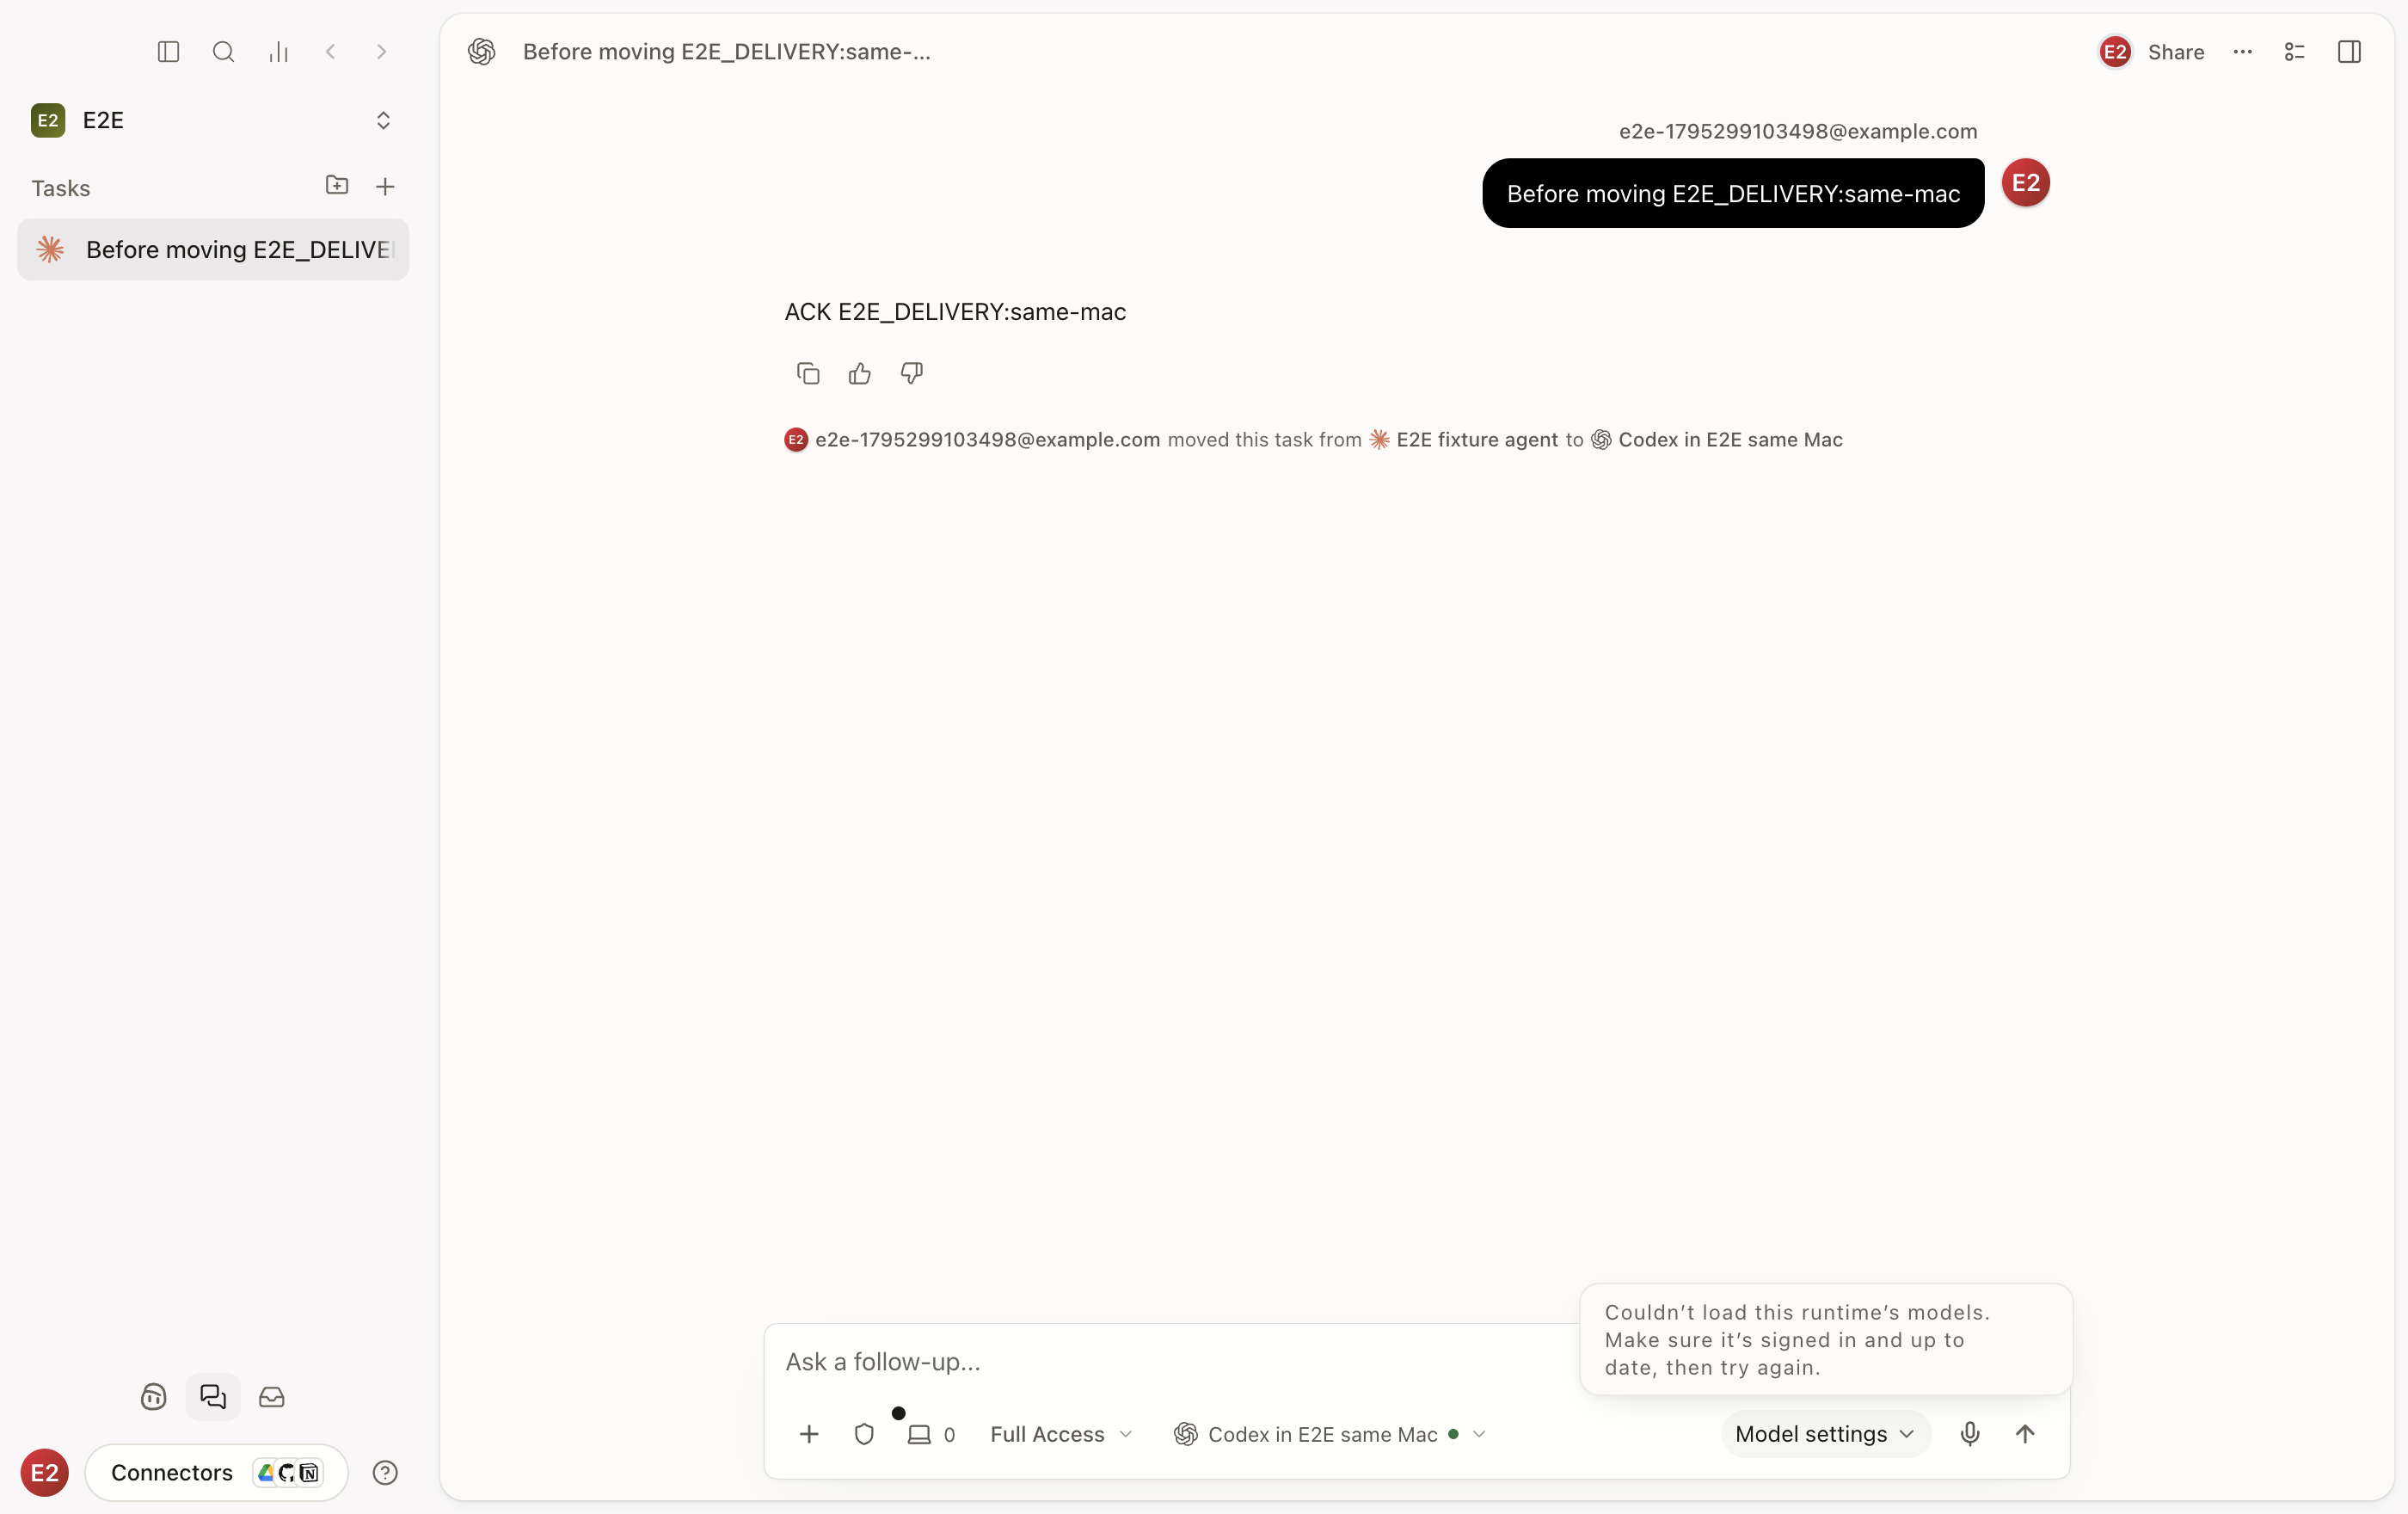 Before moving E2E_DELIVERY:same-...
E2 Share
E2 E2E
Tasks
Before moving E2E_DELIVE
e2e-1795299103498@example.com
Before moving E2E_DELIVERY:same-mac
E2
ACK E2E_DELIVERY:same-mac
E2 e2e-1795299103498@example.com moved this task from E2E fixture agent to Codex in E2E same Mac
Couldn’t load this runtime’s models.
Make sure it’s signed in and up to
date, then try again.
Ask a follow-up...
0 Full Access Codex in E2E same Mac Model settings
E2 Connectors